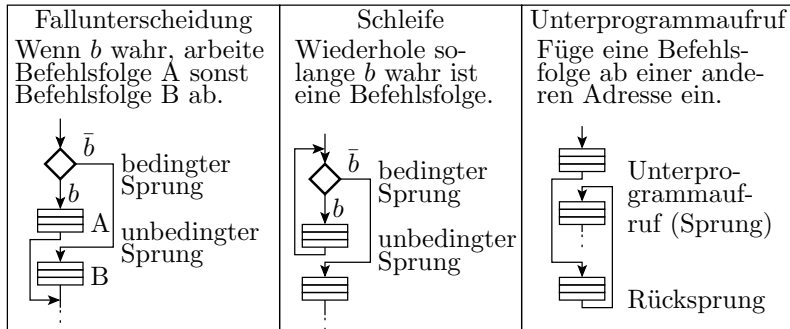 Fallunterscheidung
Wenn b wahr, arbeite
Befehlsfolge A sonst
Befehlsfolge B ab.
b̄
bedingter
Sprung
b
A
unbedingter
Sprung
B
Schleife
Wiederhole so-
lange b wahr ist
eine Befehlsfolge.
b̄
bedingter
Sprung
b
unbedingter
Sprung
Unterprogrammaufruf
Füge eine Befehls-
folge ab einer ande-
ren Adresse ein.
Unterpro-
grammauf-
ruf (Sprung)
Rücksprung